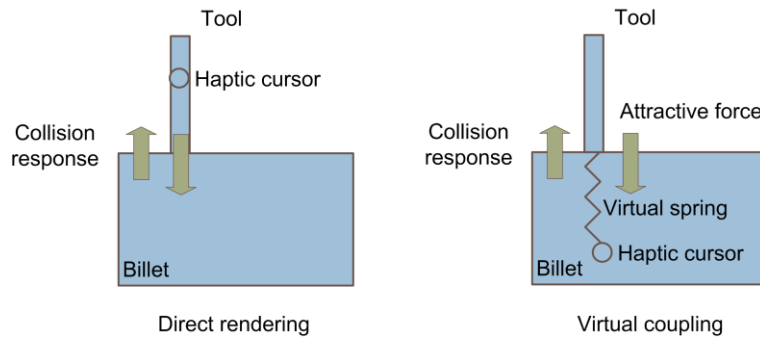 Tool
Haptic cursor
Collision
response
Billet
Direct rendering
Tool
Attractive force
Collision
response
Virtual spring
Haptic cursor
Billet
Virtual coupling